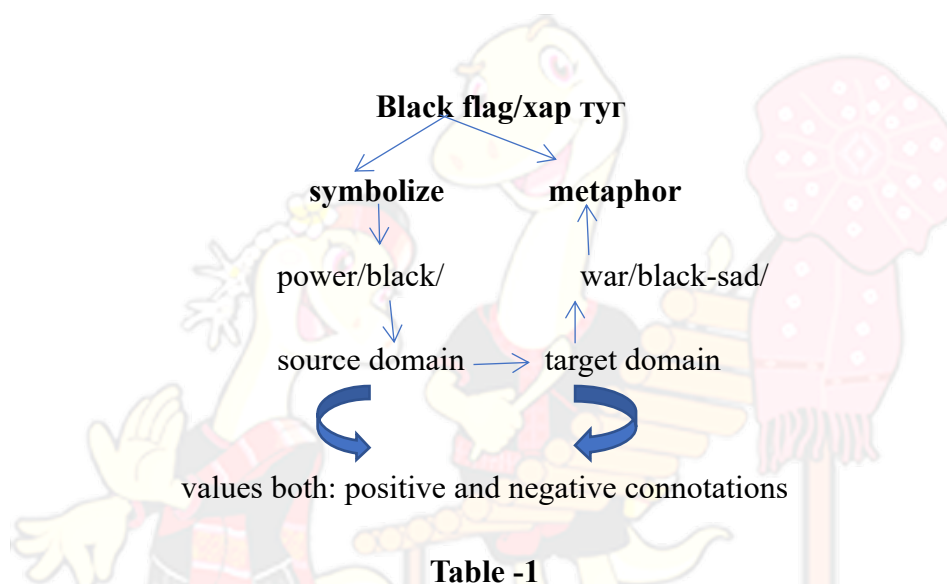 Black flag/хар туг
symbolize metaphor
power/black/ war/black-sad/
source domain target domain
values both: positive and negative connotations
Table -1